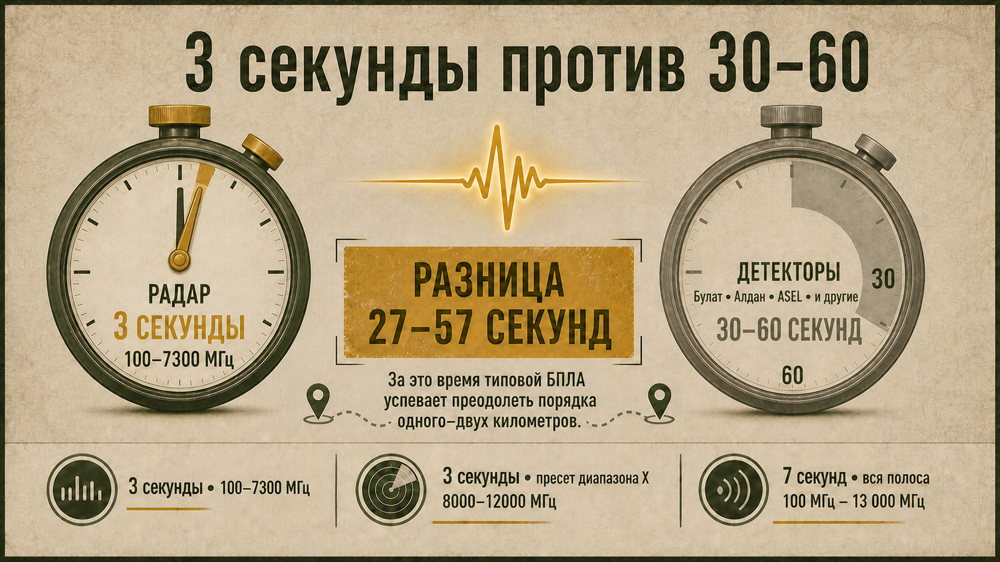 3 секунды против 30–60
РАДАР
3 СЕКУНДЫ
100–7300 МГц
РАЗНИЦА
27–57 СЕКУНД
За это время типовой БПЛА
успевает преодолеть порядка
одного–двух километров.
ДЕТЕКТОРЫ
Булат • Алдан • ASEL • и другие
30–60 СЕКУНД
30
60
3 секунды • 100–7300 МГц
3 секунды • пресет диапазона X
8000–12000 МГц
7 секунд • вся полоса
100 МГц – 13 000 МГц